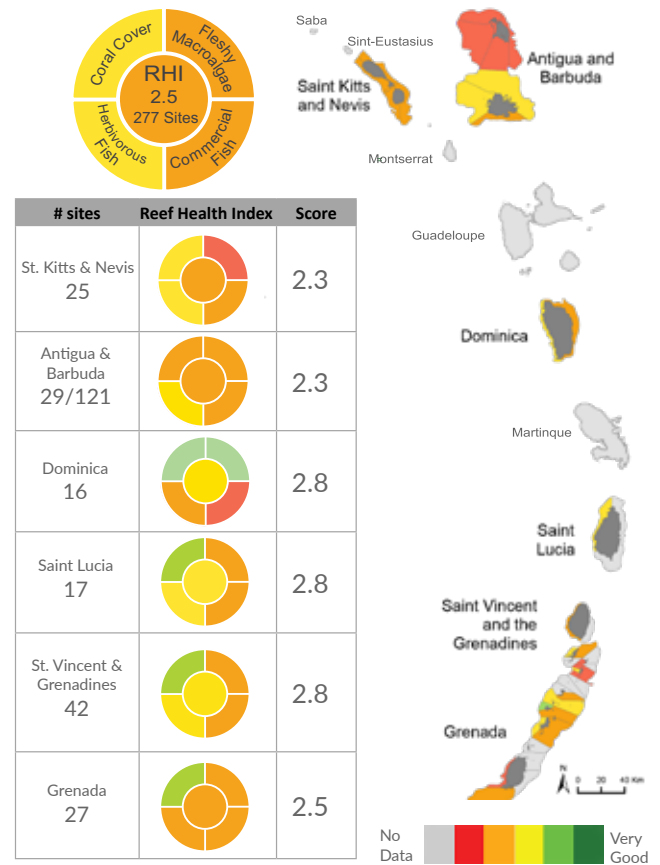 Coral Cover
Fleshy
Macroalgae
RHI
2.5
277 Sites
Herbivorous
Fish
Commercial
Fish
Saba
Sint-Eustasius
Saint Kitts
and Nevis
Antigua and
Barbuda
Montserrat
Guadeloupe
Dominica
Martinque
Saint
Lucia
Saint Vincent
and the
Grenadines
Grenada
N
0 20 40 Km
# sites Reef Health Index Score
St. Kitts & Nevis
25
2.3
Antigua &
Barbuda
29/121
2.3
Dominica
16
2.8
Saint Lucia
17
2.8
St. Vincent &
Grenadines
42
2.8
Grenada
27
2.5
No
Data
Very
Good